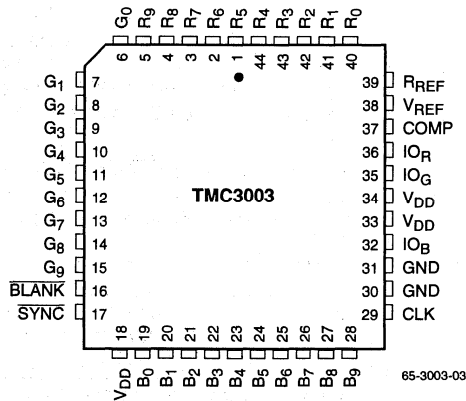 G0 R9 R8 R7 R6 R5 R4 R3 R2 R1 R0
6 5 4 3 2 1 44 43 42 41 40
G1 7 39 RREF
G2 8 38 VREF
G3 9 37 COMP
G4 10 36 IOR
G5 11 35 IOG
G6 12 TMC3003 34 VDD
G7 13 33 VDD
G8 14 32 IOB
G9 15 31 GND
BLANK 16 30 GND
SYNC 17 29 CLK
18 19 20 21 22 23 24 25 26 27 28
VDD B0 B1 B2 B3 B4 B5 B6 B7 B8 B9
65-3003-03